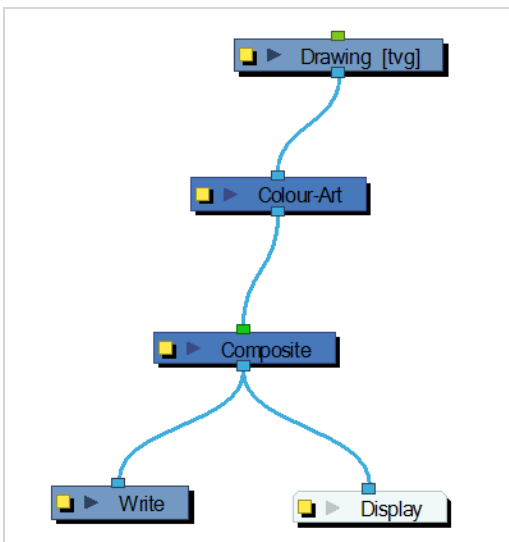 Drawing [tvg]
Colour-Art
Composite
Write
Display